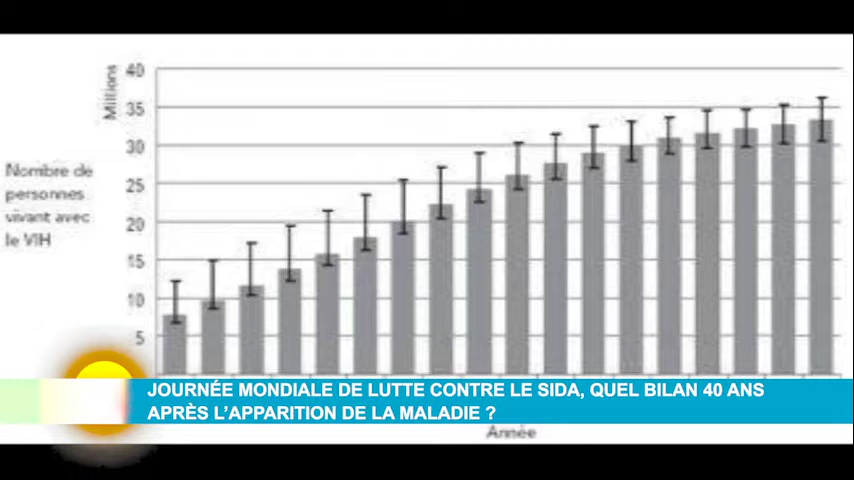 Millions
40
35
30
25
20
15
10
5
Nombre de
personnes
vivant avec
le VIH
JOURNÉE MONDIALE DE LUTTE CONTRE LE SIDA, QUEL BILAN 40 ANS
APRÈS L'APPARITION DE LA MALADIE ?
Année